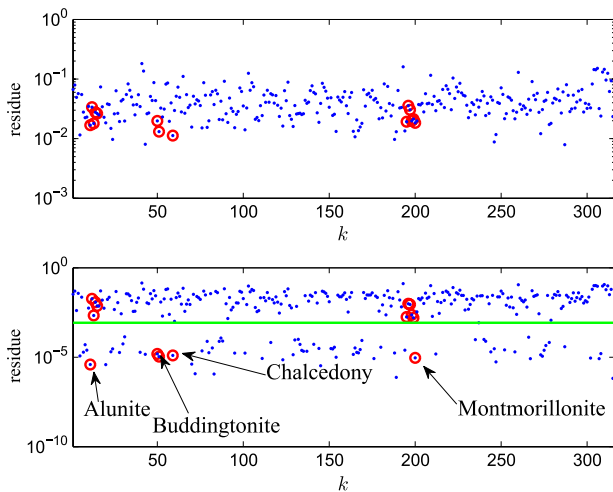 10^0
10^-1
10^-2
10^-3
residue
50 100 150 200 250 300
k
10^0
10^-5
10^-10
residue
Alunite
Buddingtonite
Chalcedony
Montmorillonite
50 100 150 200 250 300
k